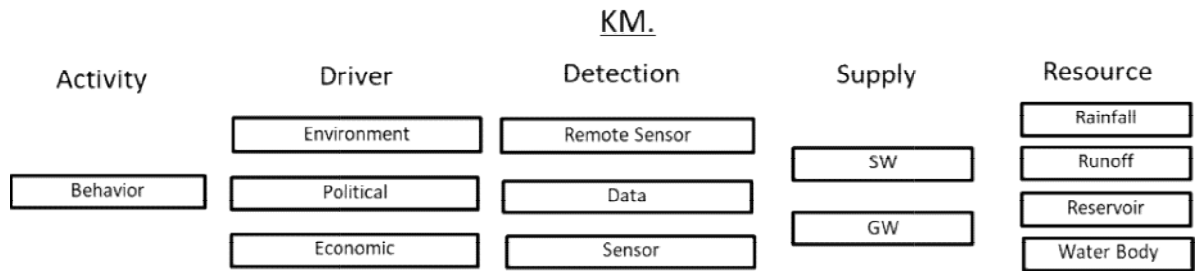 KM.
Activity
Driver
Detection
Supply
Resource
Behavior
Environment
Political
Economic
Remote Sensor
Data
Sensor
SW
GW
Rainfall
Runoff
Reservoir
Water Body